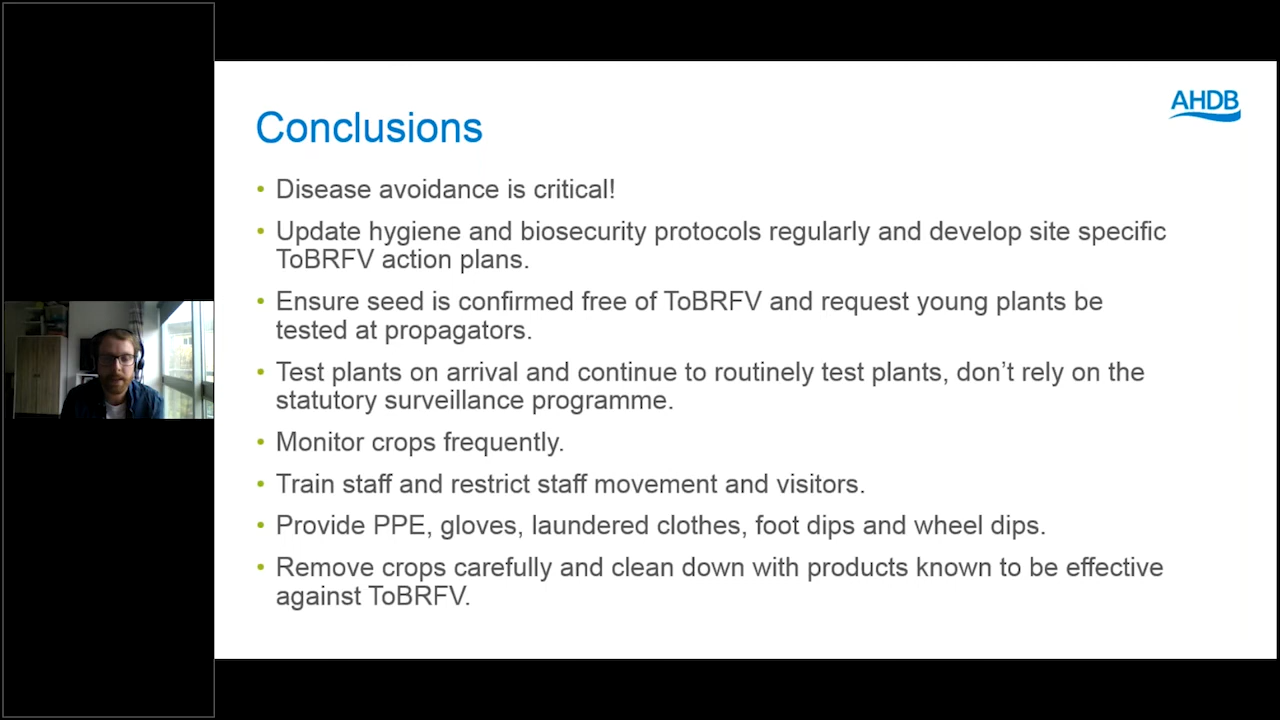 AHDB
Conclusions
• Disease avoidance is critical!
• Update hygiene and biosecurity protocols regularly and develop site specific
ToBRFV action plans.
• Ensure seed is confirmed free of ToBRFV and request young plants be
tested at propagators.
• Test plants on arrival and continue to routinely test plants, don’t rely on the
statutory surveillance programme.
• Monitor crops frequently.
• Train staff and restrict staff movement and visitors.
• Provide PPE, gloves, laundered clothes, foot dips and wheel dips.
• Remove crops carefully and clean down with products known to be effective
against ToBRFV.